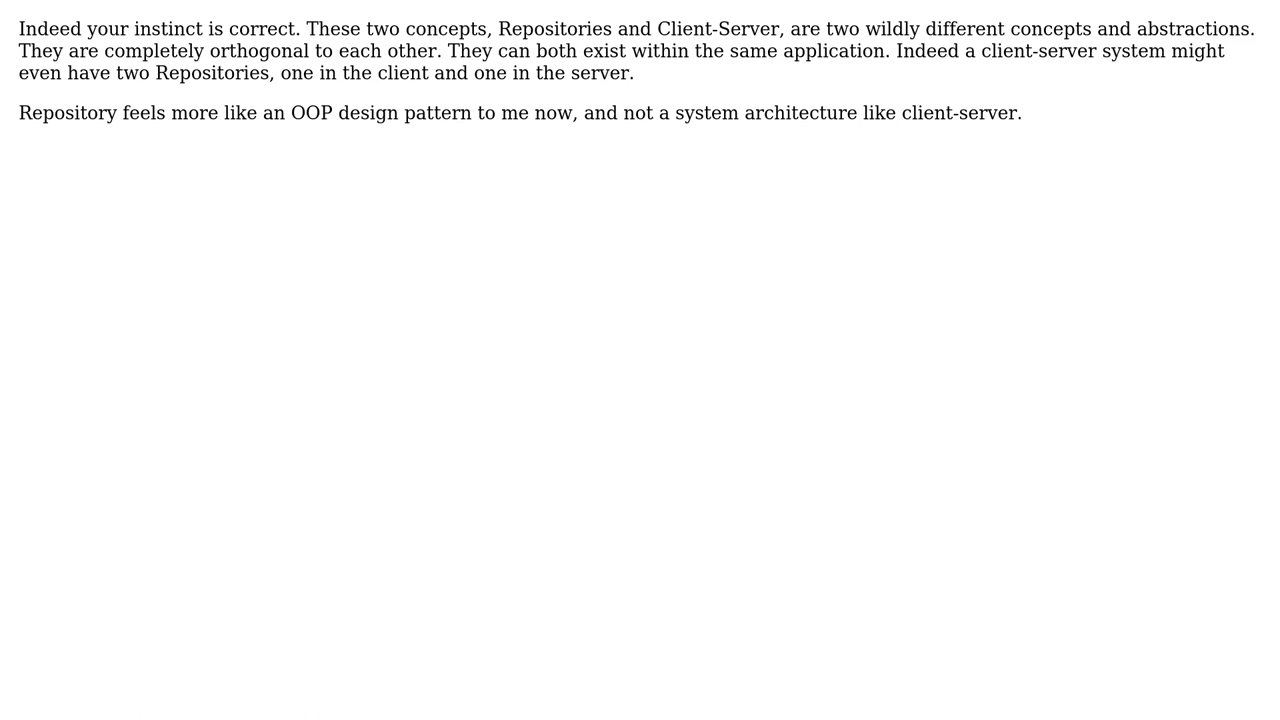 Indeed your instinct is correct. These two concepts, Repositories and Client-Server, are two wildly different concepts and abstractions.
They are completely orthogonal to each other. They can both exist within the same application. Indeed a client-server system might
even have two Repositories, one in the client and one in the server.
Repository feels more like an OOP design pattern to me now, and not a system architecture like client-server.